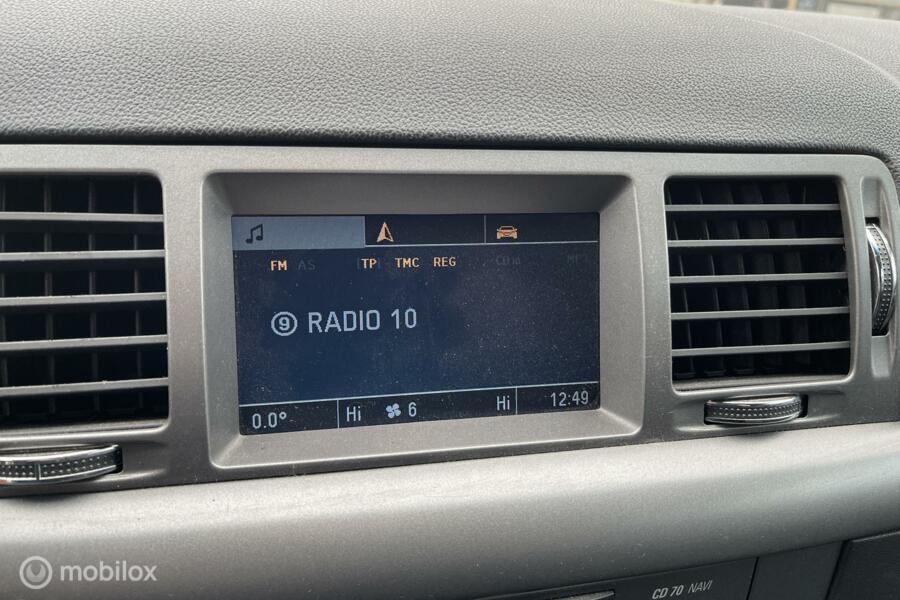 FM AS TP TMC REG
9 RADIO 10
0.0° Hi 6 Hi 12:49
CD 70 NAVI
mobilox